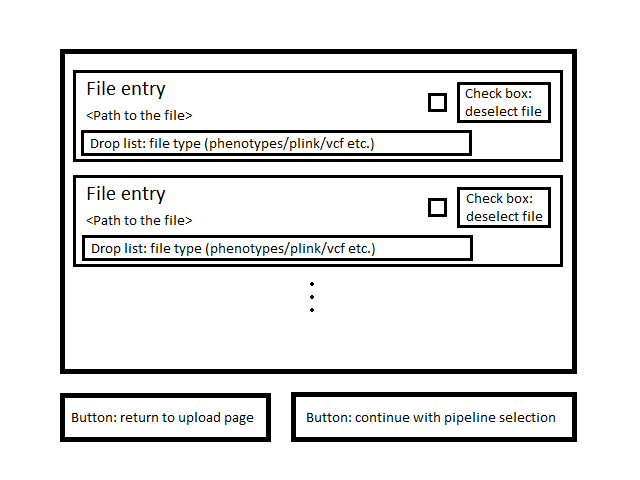 File entry
<Path to the file>
Check box:
deselect file
Drop list: file type (phenotypes/plink/vcf etc.)
File entry
<Path to the file>
Check box:
deselect file
Drop list: file type (phenotypes/plink/vcf etc.)
Button: return to upload page
Button: continue with pipeline selection